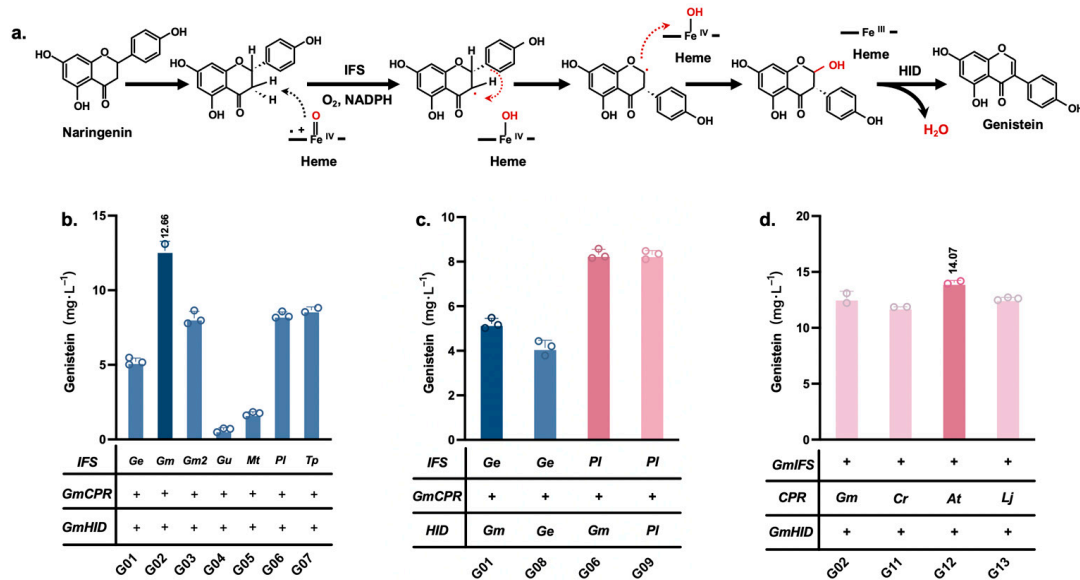 a.
OH
HO
O
OH
O
Naringenin
HO
O
H
OH
H
H
OH
O
O
Fe IV
Heme
IFS
O₂, NADPH
HO
O
H
OH
H
OH
O
OH
Fe IV
Heme
HO
O
OH
O
OH
OH
Fe IV
Heme
HO
O
OH
OH
O
OH
Fe III
Heme
HID
H₂O
HO
O
OH
O
OH
Genistein
b.
Genistein (mg·L⁻¹)
15
10
5
0
12.66
IFS Ge Gm Gm2 Gu Mt Pl Tp
GmCPR + + + + + + +
GmHID + + + + + + +
G01 G02 G03 G04 G05 G06 G07
c.
Genistein (mg·L⁻¹)
10
8
6
4
2
0
IFS Ge Ge Pl Pl
GmCPR + + + +
HID Gm Ge Gm Pl
G01 G08 G06 G09
d.
Genistein (mg·L⁻¹)
20
15
10
5
0
14.07
GmIFS + + + +
CPR Gm Cr At Lj
GmHID + + + +
G02 G11 G12 G13